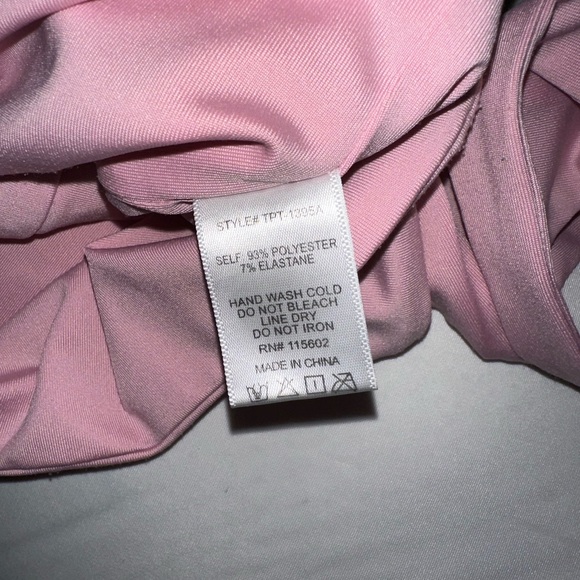 STYLE# TPT-1395A
SELF: 93% POLYESTER
7% ELASTANE
HAND WASH COLD
DO NOT BLEACH
LINE DRY
DO NOT IRON
RN# 115602
MADE IN CHINA